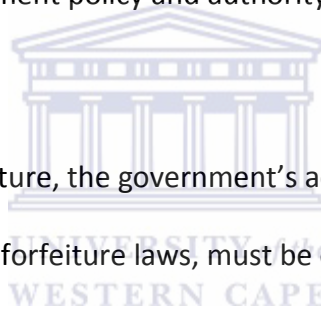 ment policy and authority
ture, the government's a
UNIVERSITY of the
forfeiture laws, must be
WESTERN CAPE